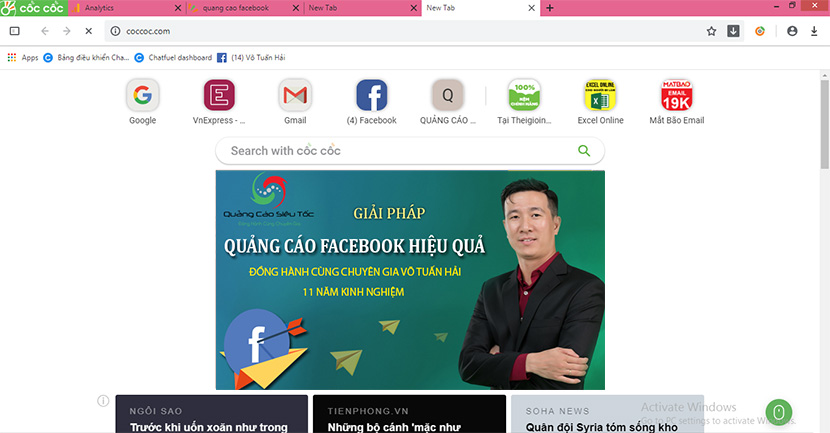 cốc cốc
Analytics
quang cao facebook
New Tab
New Tab
coccoc.com
Apps
Bảng điều khiển Cha...
Chatfuel dashboard
(14) Võ Tuấn Hải
Google
VnExpress - ...
Gmail
(4) Facebook
Q
QUẢNG CÁO ...
100%
HÀNG CHÍNH HÃNG
Tại Thegioin...
EXCEL ONLINE
Excel Online
MATBAO
EMAIL
19K
Mắt Bão Email
Search with cốc cốc
Quảng Cáo Siêu Tốc
GIẢI PHÁP
QUẢNG CÁO FACEBOOK HIỆU QUẢ
ĐỒNG HÀNH CÙNG CHUYÊN GIA VÕ TUẤN HẢI
11 NĂM KINH NGHIỆM
NGÔI SAO
Trước khi uốn xoăn như trong
TIENPHONG.VN
Những bộ cánh 'mặc như
SOHA NEWS
Quân đội Syria tóm sống kho
Activate Windows
Go to PC settings to activate Windows.